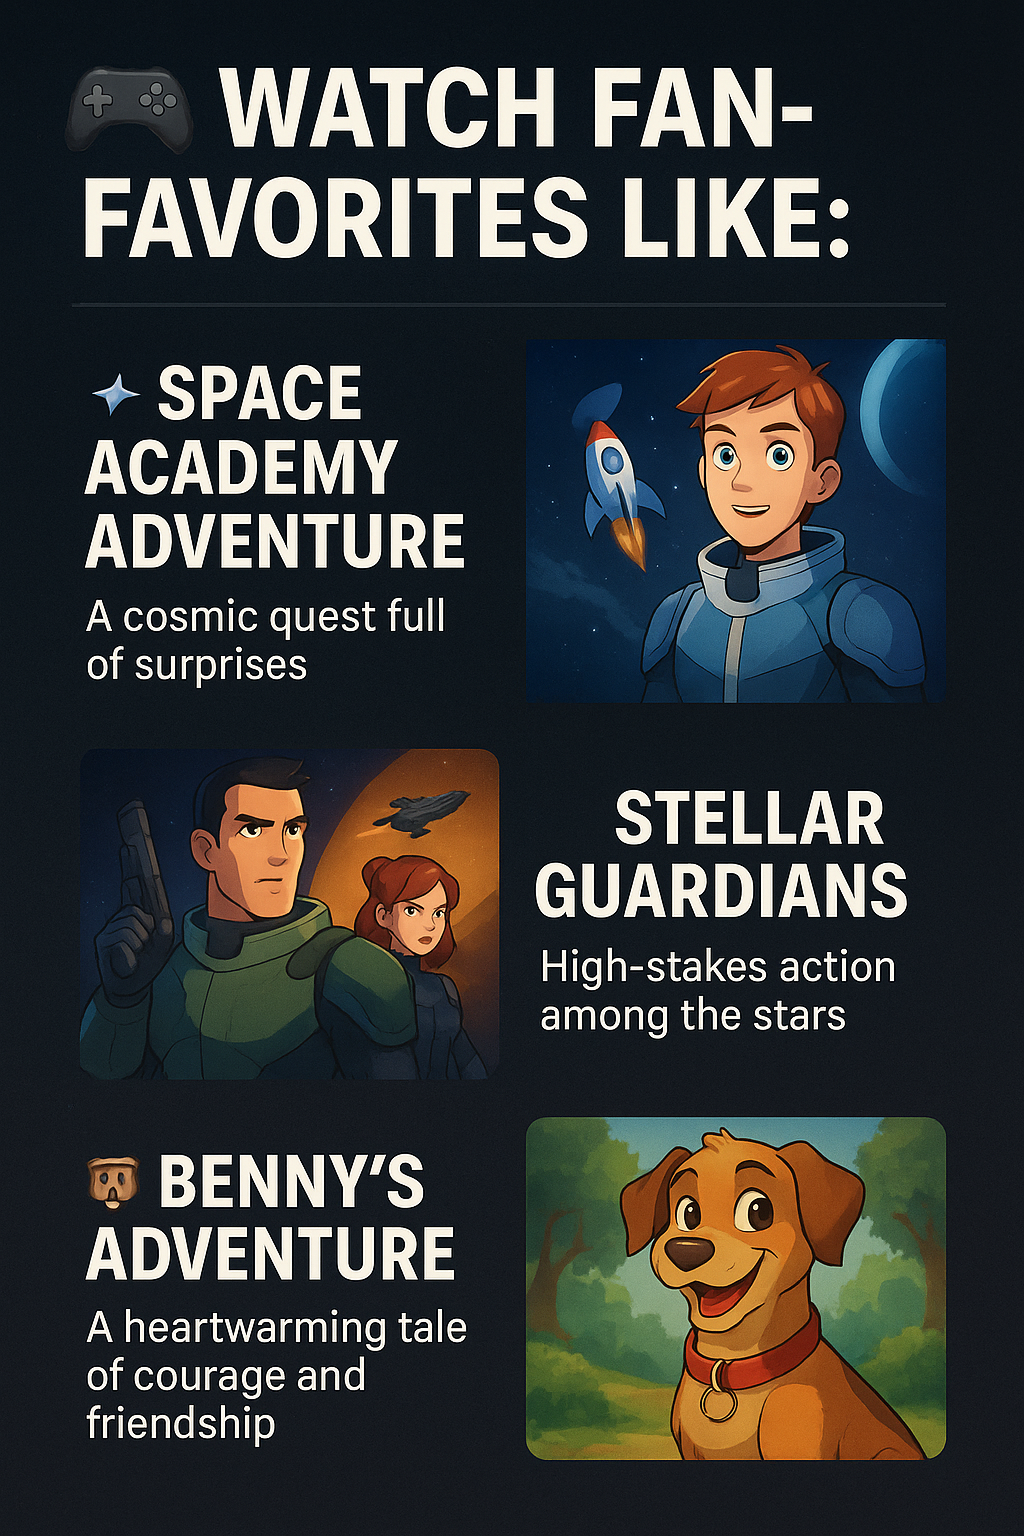 WATCH FAN-
FAVORITES LIKE:
SPACE
ACADEMY
ADVENTURE
A cosmic quest full
of surprises
STELLAR
GUARDIANS
High-stakes action
among the stars
BENNY’S
ADVENTURE
A heartwarming tale
of courage and
friendship